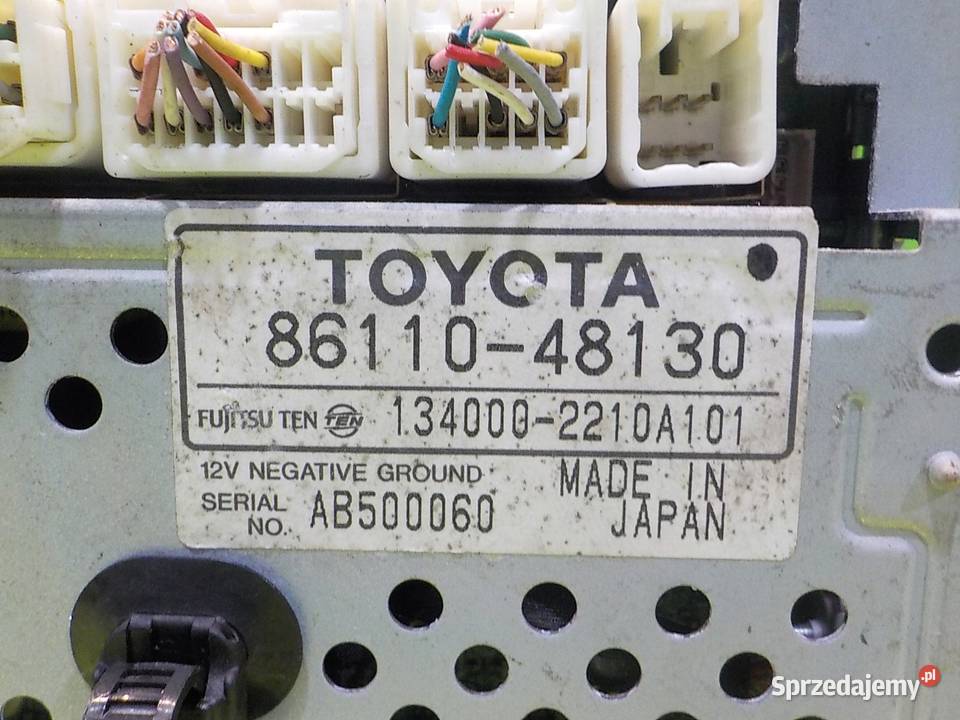 TOYOTA
86110-48130
FUJITSU TEN TEN 134000-2210A101
12V NEGATIVE GROUND
SERIAL NO. AB500060
MADE IN JAPAN
Sprzedajemy.pl